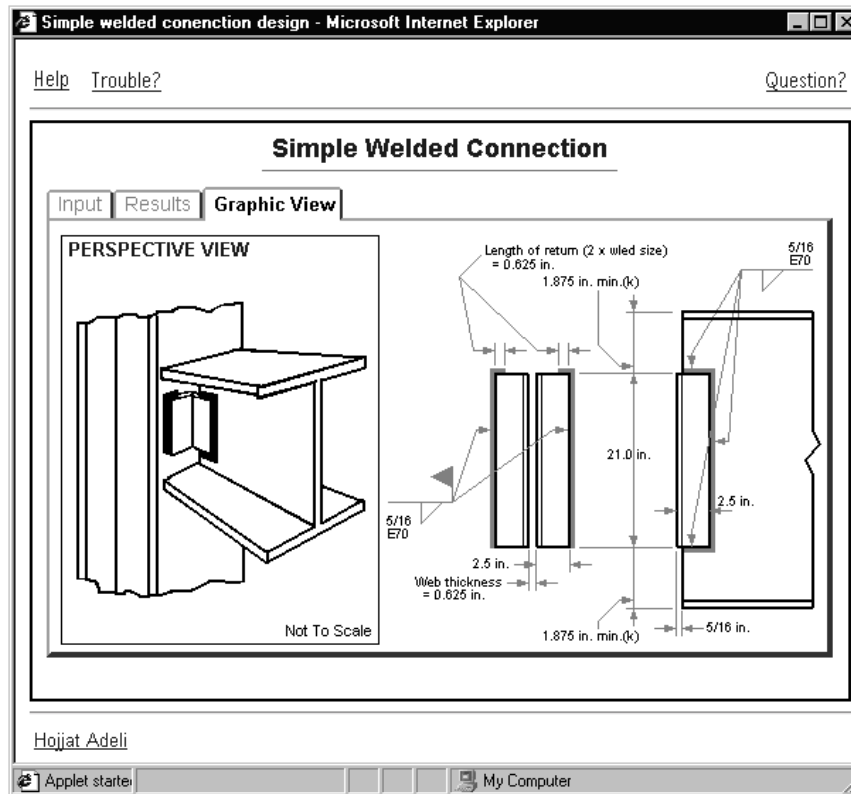 Simple welded conenction design - Microsoft Internet Explorer
Help Trouble? Question?
Simple Welded Connection
Input Results Graphic View
PERSPECTIVE VIEW
Not To Scale
Length of return (2 x wled size)
= 0.625 in.
1.875 in. min.(k)
5/16
E70
21.0 in.
2.5 in.
5/16
E70
2.5 in.
Web thickness
= 0.625 in.
1.875 in. min.(k)
5/16 in.
Hojjat Adeli
Applet starte
My Computer